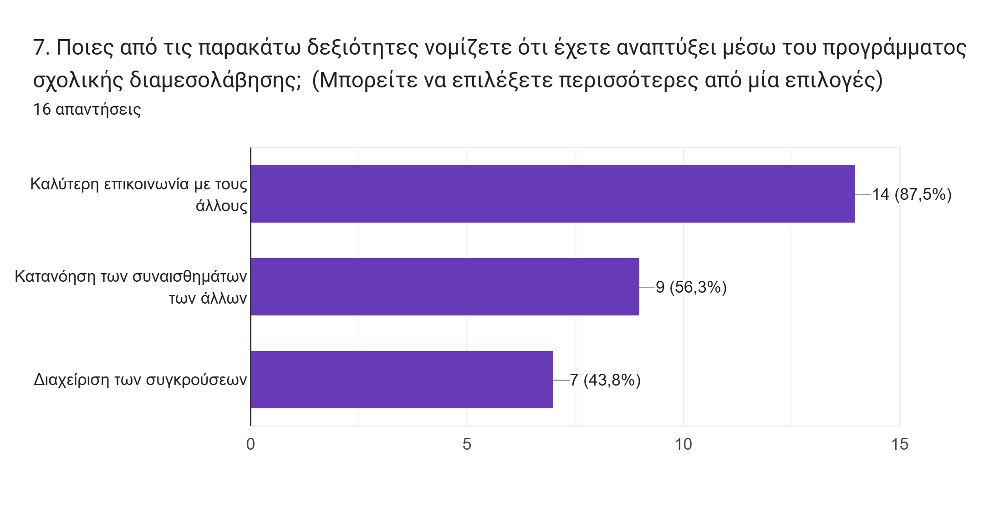 7. Ποιες από τις παρακάτω δεξιότητες νομίζετε ότι έχετε αναπτύξει μέσω του προγράμματος
σχολικής διαμεσολάβησης;  (Μπορείτε να επιλέξετε περισσότερες από μία επιλογές)
16 απαντήσεις
Καλύτερη επικοινωνία με τους
άλλους
14 (87,5%)
Κατανόηση των συναισθημάτων
των άλλων
9 (56,3%)
Διαχείριση των συγκρούσεων
7 (43,8%)
0 5 10 15